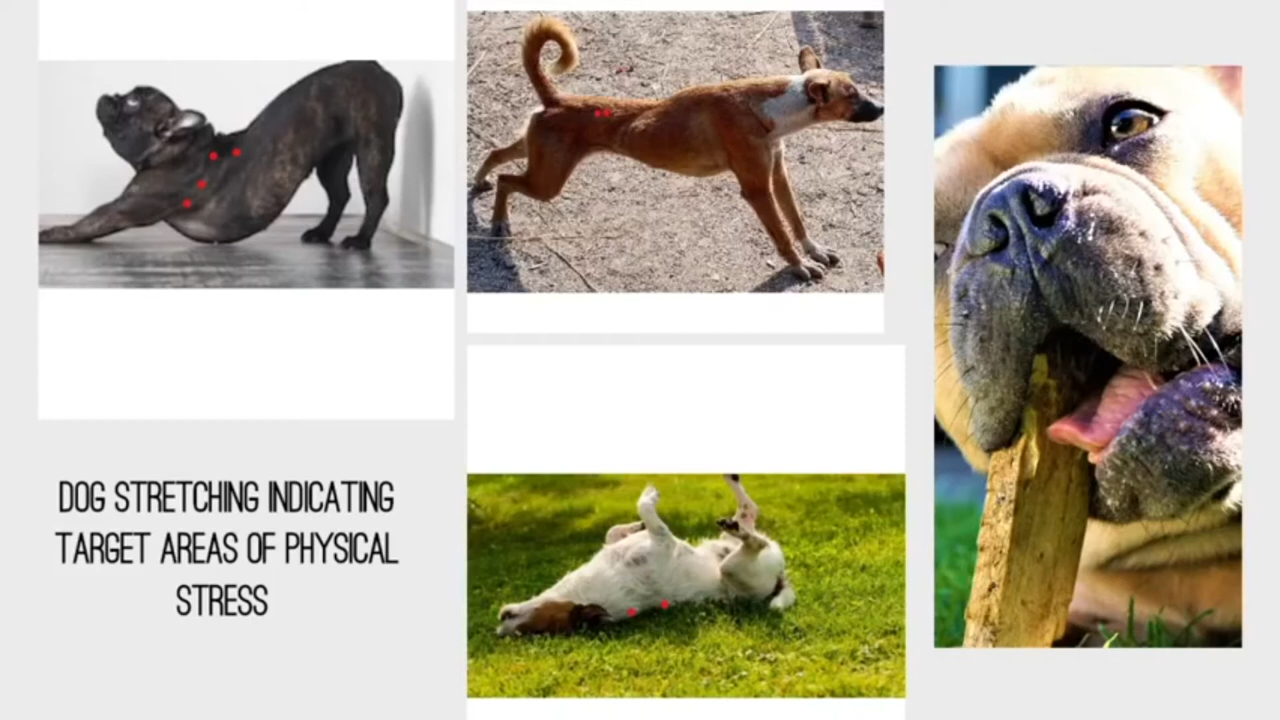 DOG STRETCHING INDICATING
TARGET AREAS OF PHYSICAL
STRESS